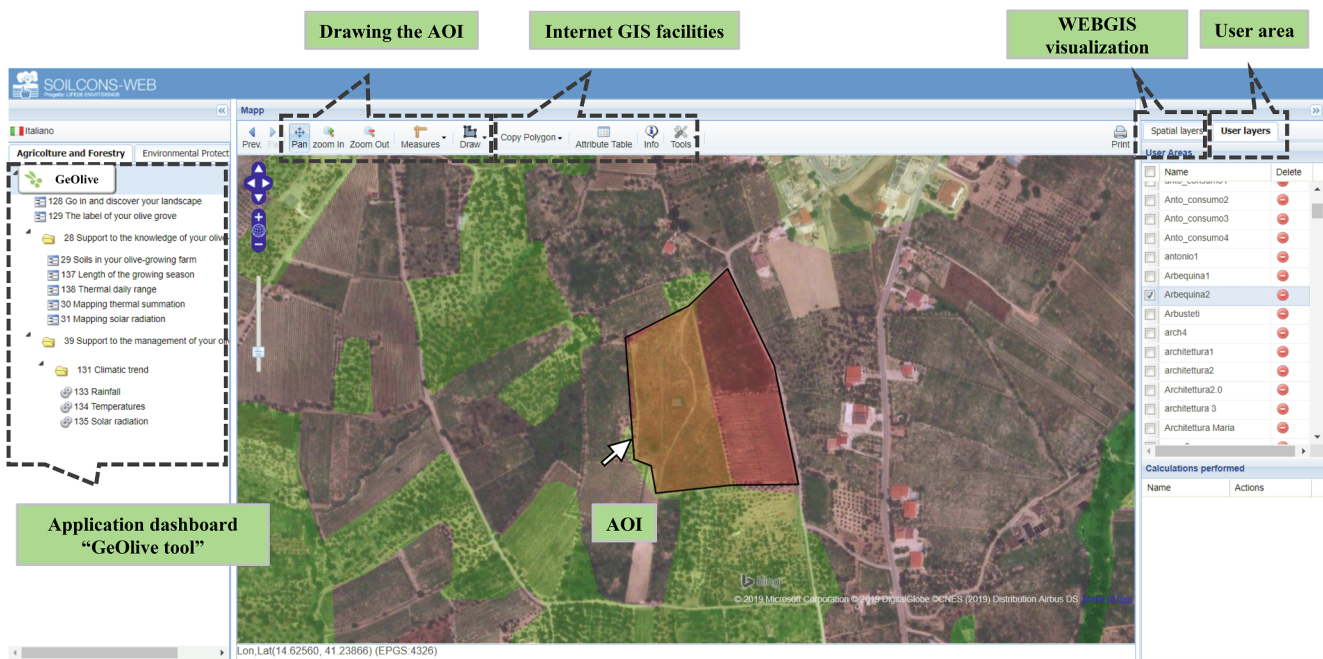 Drawing the AOI
Internet GIS facilities
WEBGIS
visualization
User area
SOILCONS-WEB
Mapp
Italiano
Agricolture and Forestry
Environmental Protect
Prev.
Pan
zoom In
Zoom Out
Measures
Draw
Copy Polygon
Attribute Table
Info
Tools
Print
Spatial layers
User layers
User Areas
GeOlive
128 Go in and discover your landscape
129 The label of your olive grove
28 Support to the knowledge of your olive
29 Soils in your olive-growing farm
137 Length of the growing season
138 Thermal daily range
30 Mapping thermal summation
31 Mapping solar radiation
39 Support to the management of your oliv
131 Climatic trend
133 Rainfall
134 Temperatures
135 Solar radiation
Application dashboard
“GeOlive tool”
AOI
Name Delete
Anto_consumo2
Anto_consumo3
Anto_consumo4
antonio1
Arbequina1
Arbequina2
Arbusteti
arch4
architettura1
architettura2
Architettura2.0
architettura 3
Architettura Maria
Calculations performed
Name Actions
bing
© 2019 Microsoft Corporation © 2019 DigitalGlobe ©CNES (2019) Distribution Airbus DS
Lon,Lat(14.62560, 41.23866) (EPGS:4326)